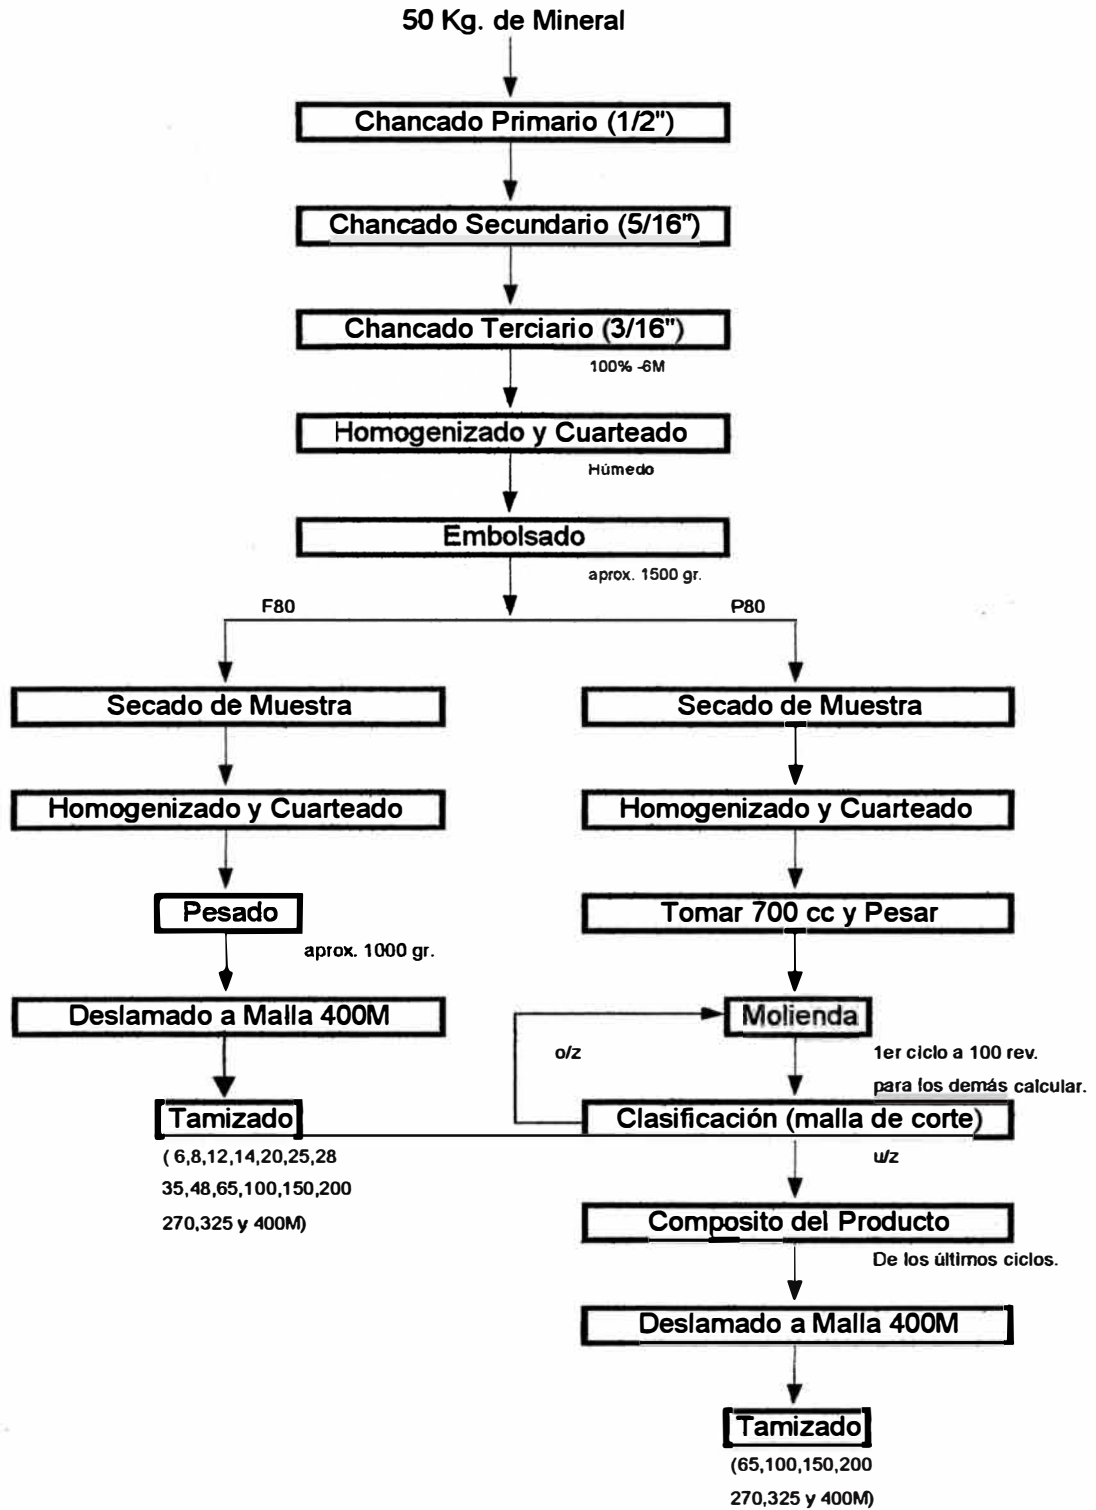 50 Kg. de Mineral
Chancado Primario (1/2")
Chancado Secundario (5/16")
Chancado Terciario (3/16")
100% -6M
Homogenizado y Cuarteado
Húmedo
Embolsado
aprox. 1500 gr.
F80
P80
Secado de Muestra
Secado de Muestra
Homogenizado y Cuarteado
Homogenizado y Cuarteado
Pesado
Tomar 700 cc y Pesar
aprox. 1000 gr.
Deslamado a Malla 400M
Molienda
o/z
1er ciclo a 100 rev.
para los demás calcular.
Tamizado
Clasificación (malla de corte)
( 6,8,12,14,20,25,28
35,48,65,100,150,200
270,325 y 400M)
u/z
Composito del Producto
De los últimos ciclos.
Deslamado a Malla 400M
Tamizado
(65,100,150,200
270,325 y 400M)